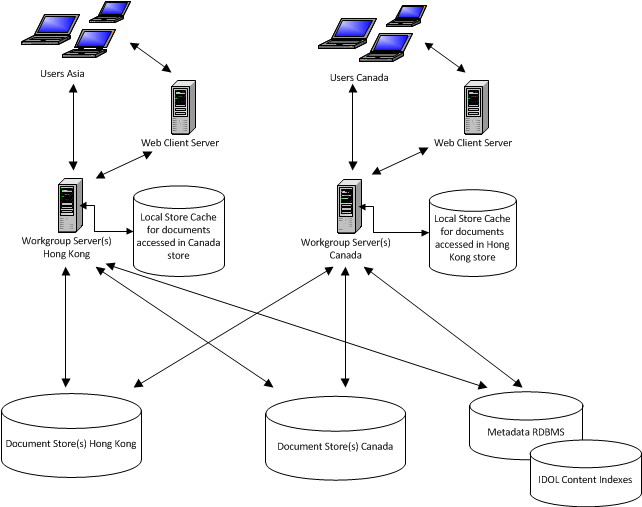 Users Asia
Users Canada
Web Client Server
Web Client Server
Workgroup Server(s)
Hong Kong
Local Store Cache
for documents
accessed in Canada
store
Workgroup Server(s)
Canada
Local Store Cache
for documents
accessed in Hong
Kong store
Document Store(s) Hong Kong
Document Store(s) Canada
Metadata RDBMS
IDOL Content Indexes